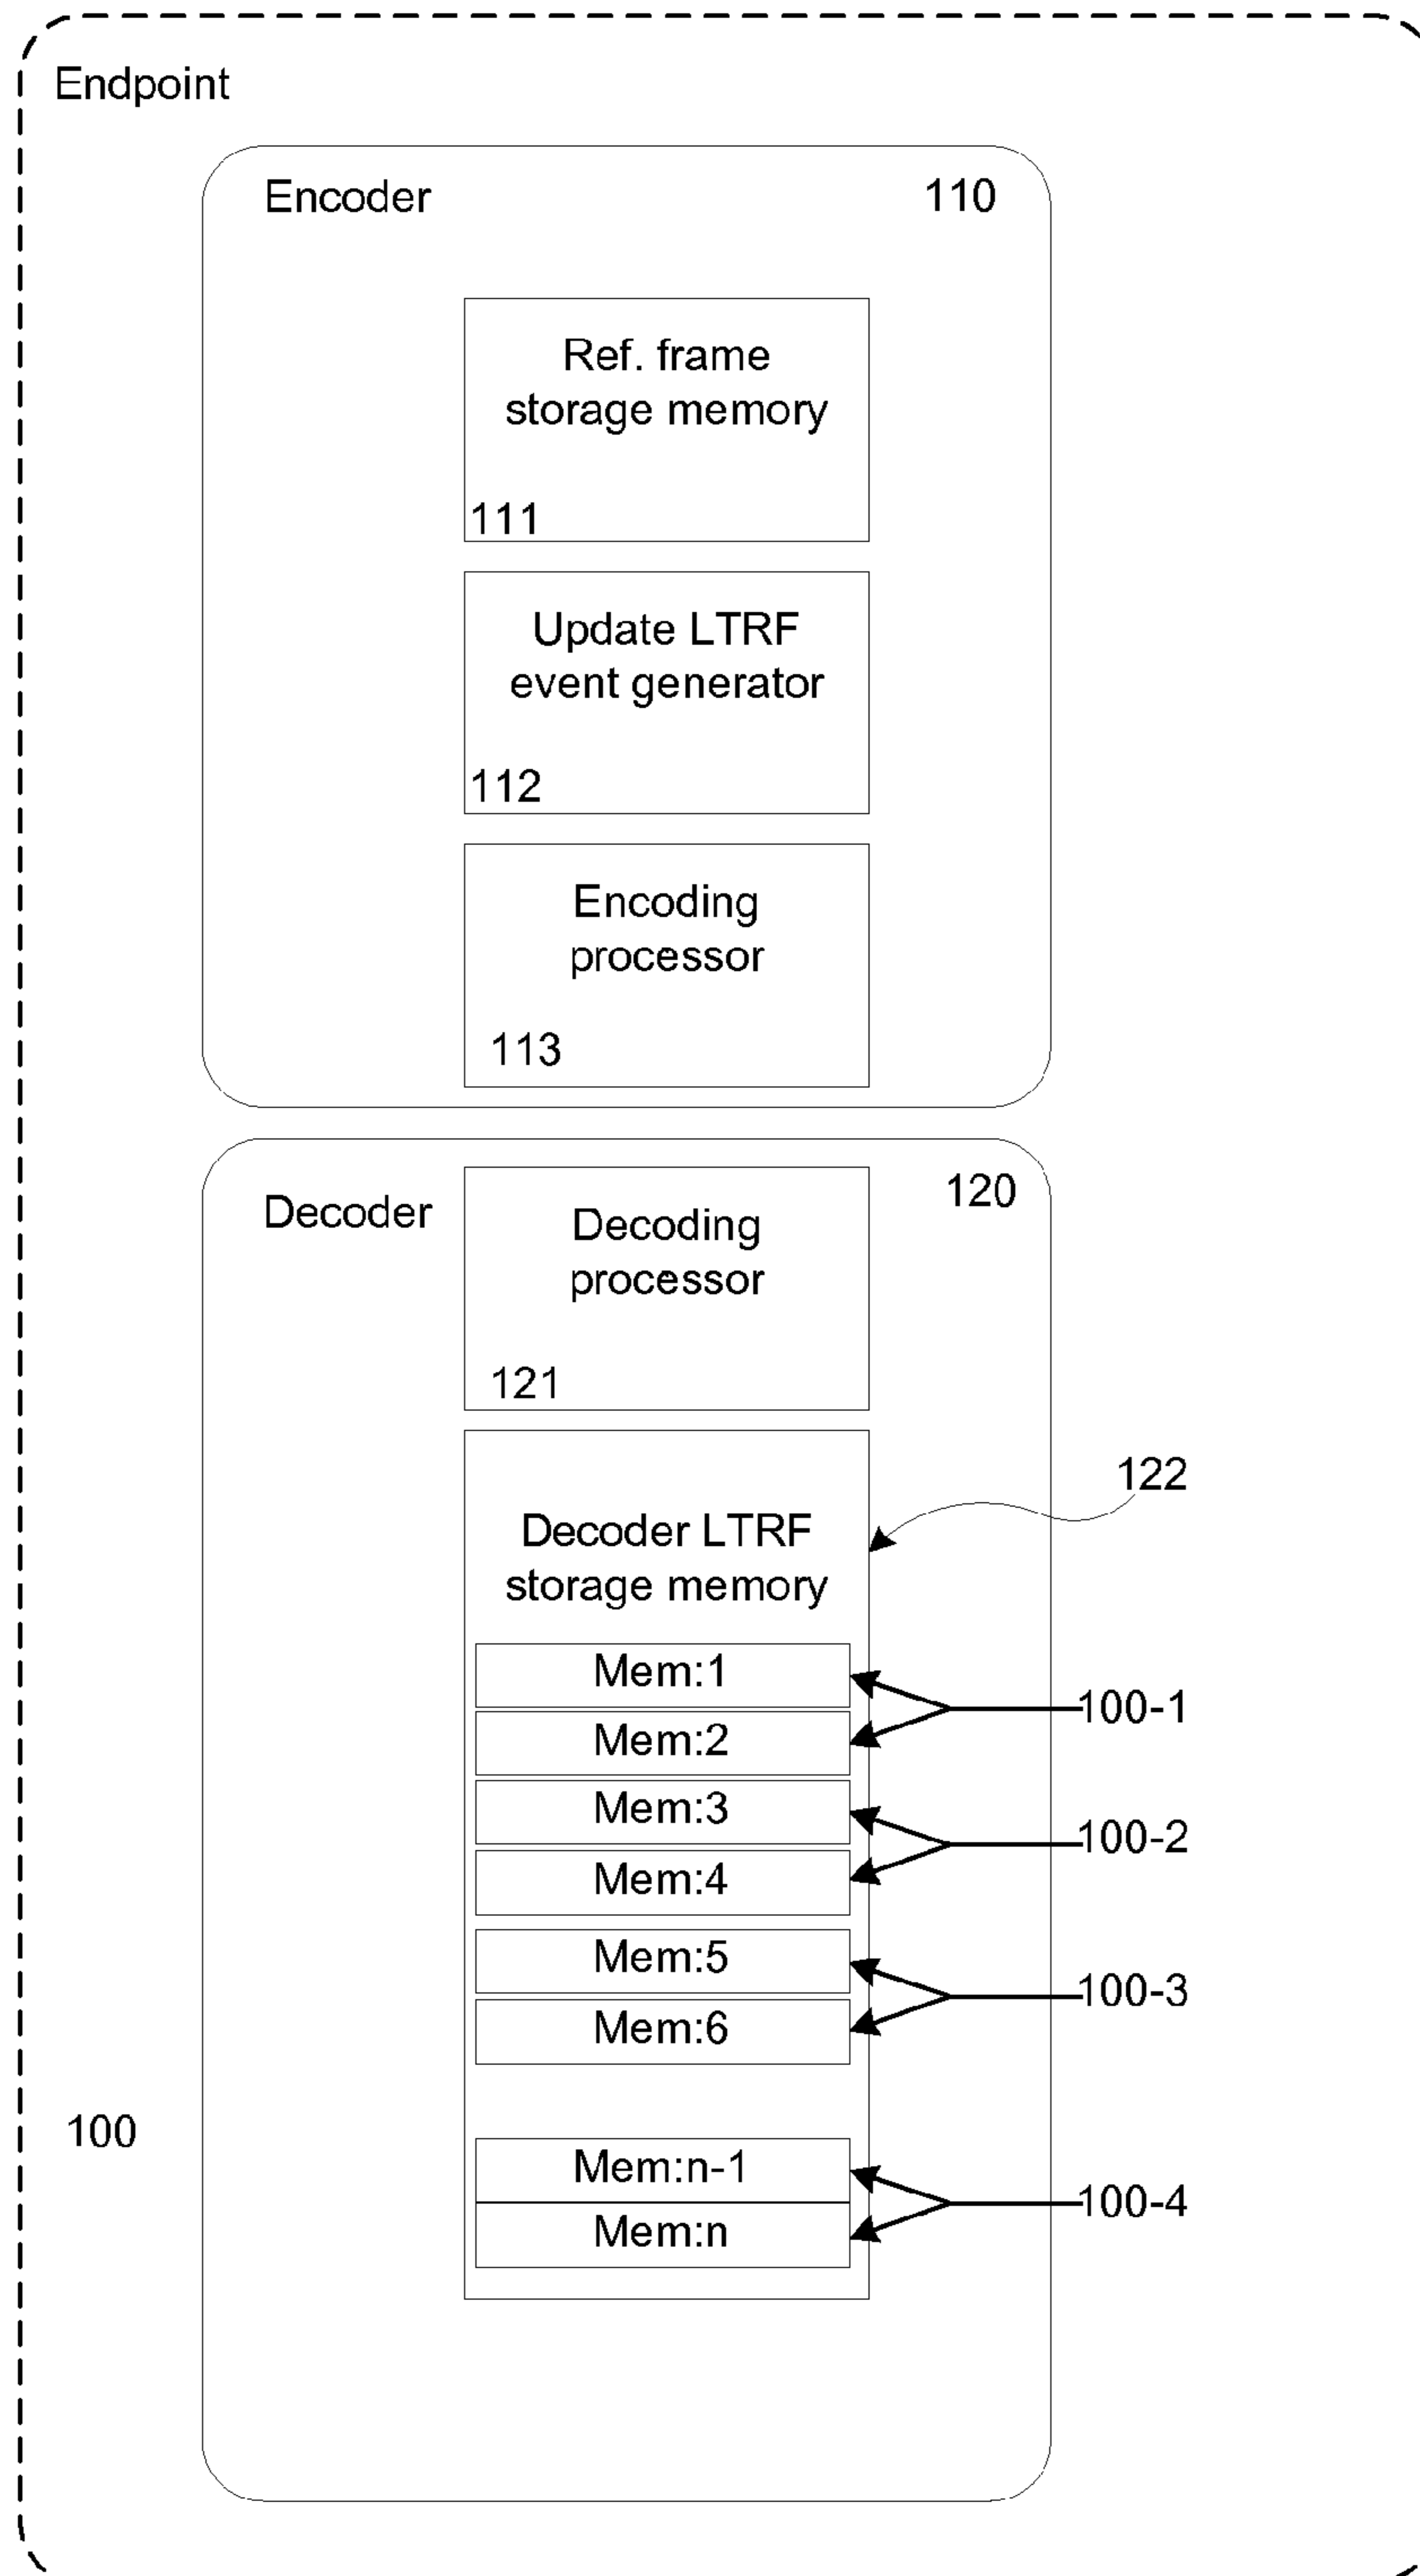 Endpoint
Encoder
110
Ref. frame
storage memory
111
Update LTRF
event generator
112
Encoding
processor
113
Decoder
120
Decoding
processor
121
122
Decoder LTRF
storage memory
Mem:1
Mem:2
100-1
Mem:3
Mem:4
100-2
Mem:5
Mem:6
100-3
100
Mem:n-1
Mem:n
100-4